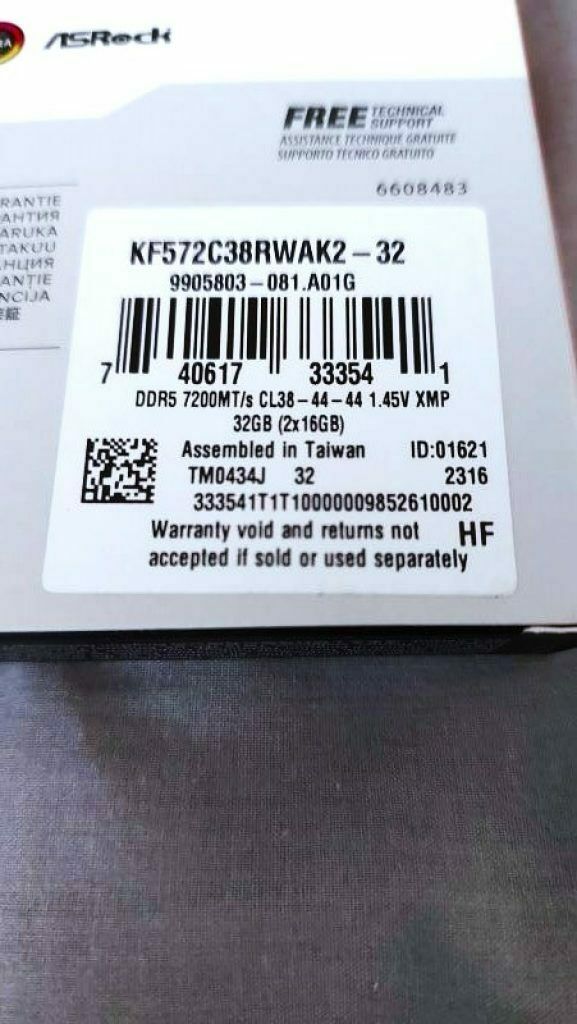 ASRock
FREE TECHNICAL SUPPORT
ASSISTANCE TECHNIQUE GRATUITE
SUPPORTO TECNICO GRATUITO
6608483
KF572C38RWAK2-32
9905803-081.A01G
7 40617 33354 1
DDR5 7200MT/s CL38-44-44 1.45V XMP
32GB (2x16GB)
Assembled in Taiwan ID:01621
TM0434J 32 2316
333541T1T10000009852610002
Warranty void and returns not HF
accepted if sold or used separately